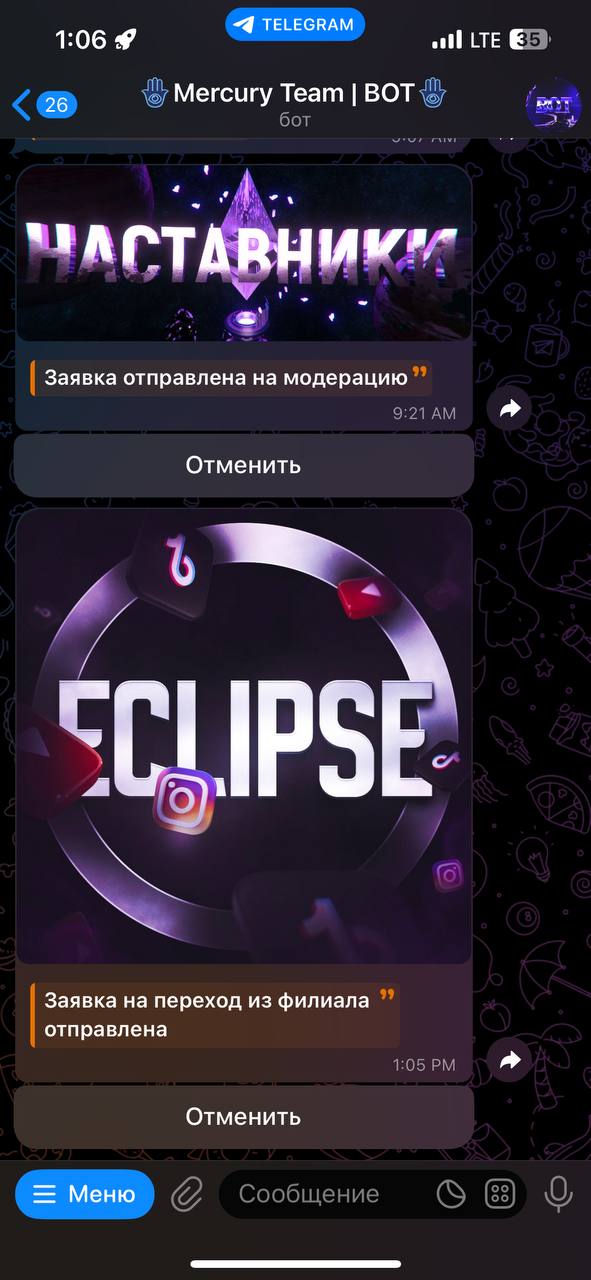 1:06
TELEGRAM
LTE
35
26
Mercury Team | BOT
бот
BOT
НАСТАВНИКИ
Заявка отправлена на модерацию
9:21 AM
Отменить
ECLIPSE
Заявка на переход из филиала
отправлена
1:05 PM
Отменить
Меню
Сообщение